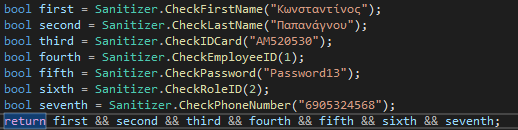 bool first = Sanitizer.CheckFirstName("Κωνσταντίνος");
bool second = Sanitizer.CheckLastName("Παπανάγνου");
bool third = Sanitizer.CheckIDCard("AM520530");
bool fourth = Sanitizer.CheckEmployeeID(1);
bool fifth = Sanitizer.CheckPassword("Password13");
bool sixth = Sanitizer.CheckRoleID(2);
bool seventh = Sanitizer.CheckPhoneNumber("6905324568");
return first && second && third && fourth && fifth && sixth && seventh;